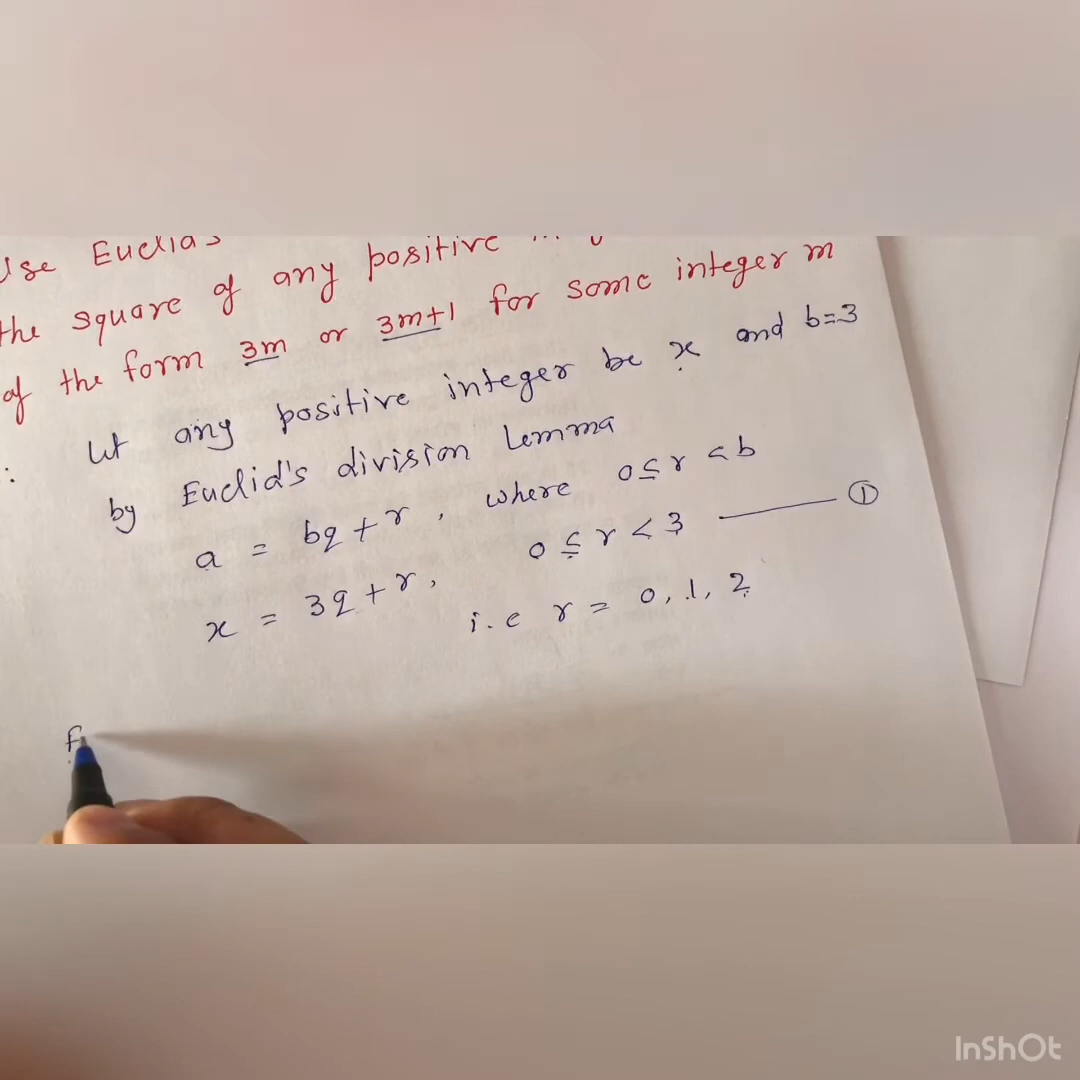 Use Euclid's
the square of any positive
of the form 3m or 3m+1 for some integer m
: Let any positive integer be x and b=3
by Euclid's division Lemma
a = bq + r, where 0≤r <b
x = 3q + r, 0 ≤ r < 3 ——— ①
i.e r = 0, 1, 2
InShOt